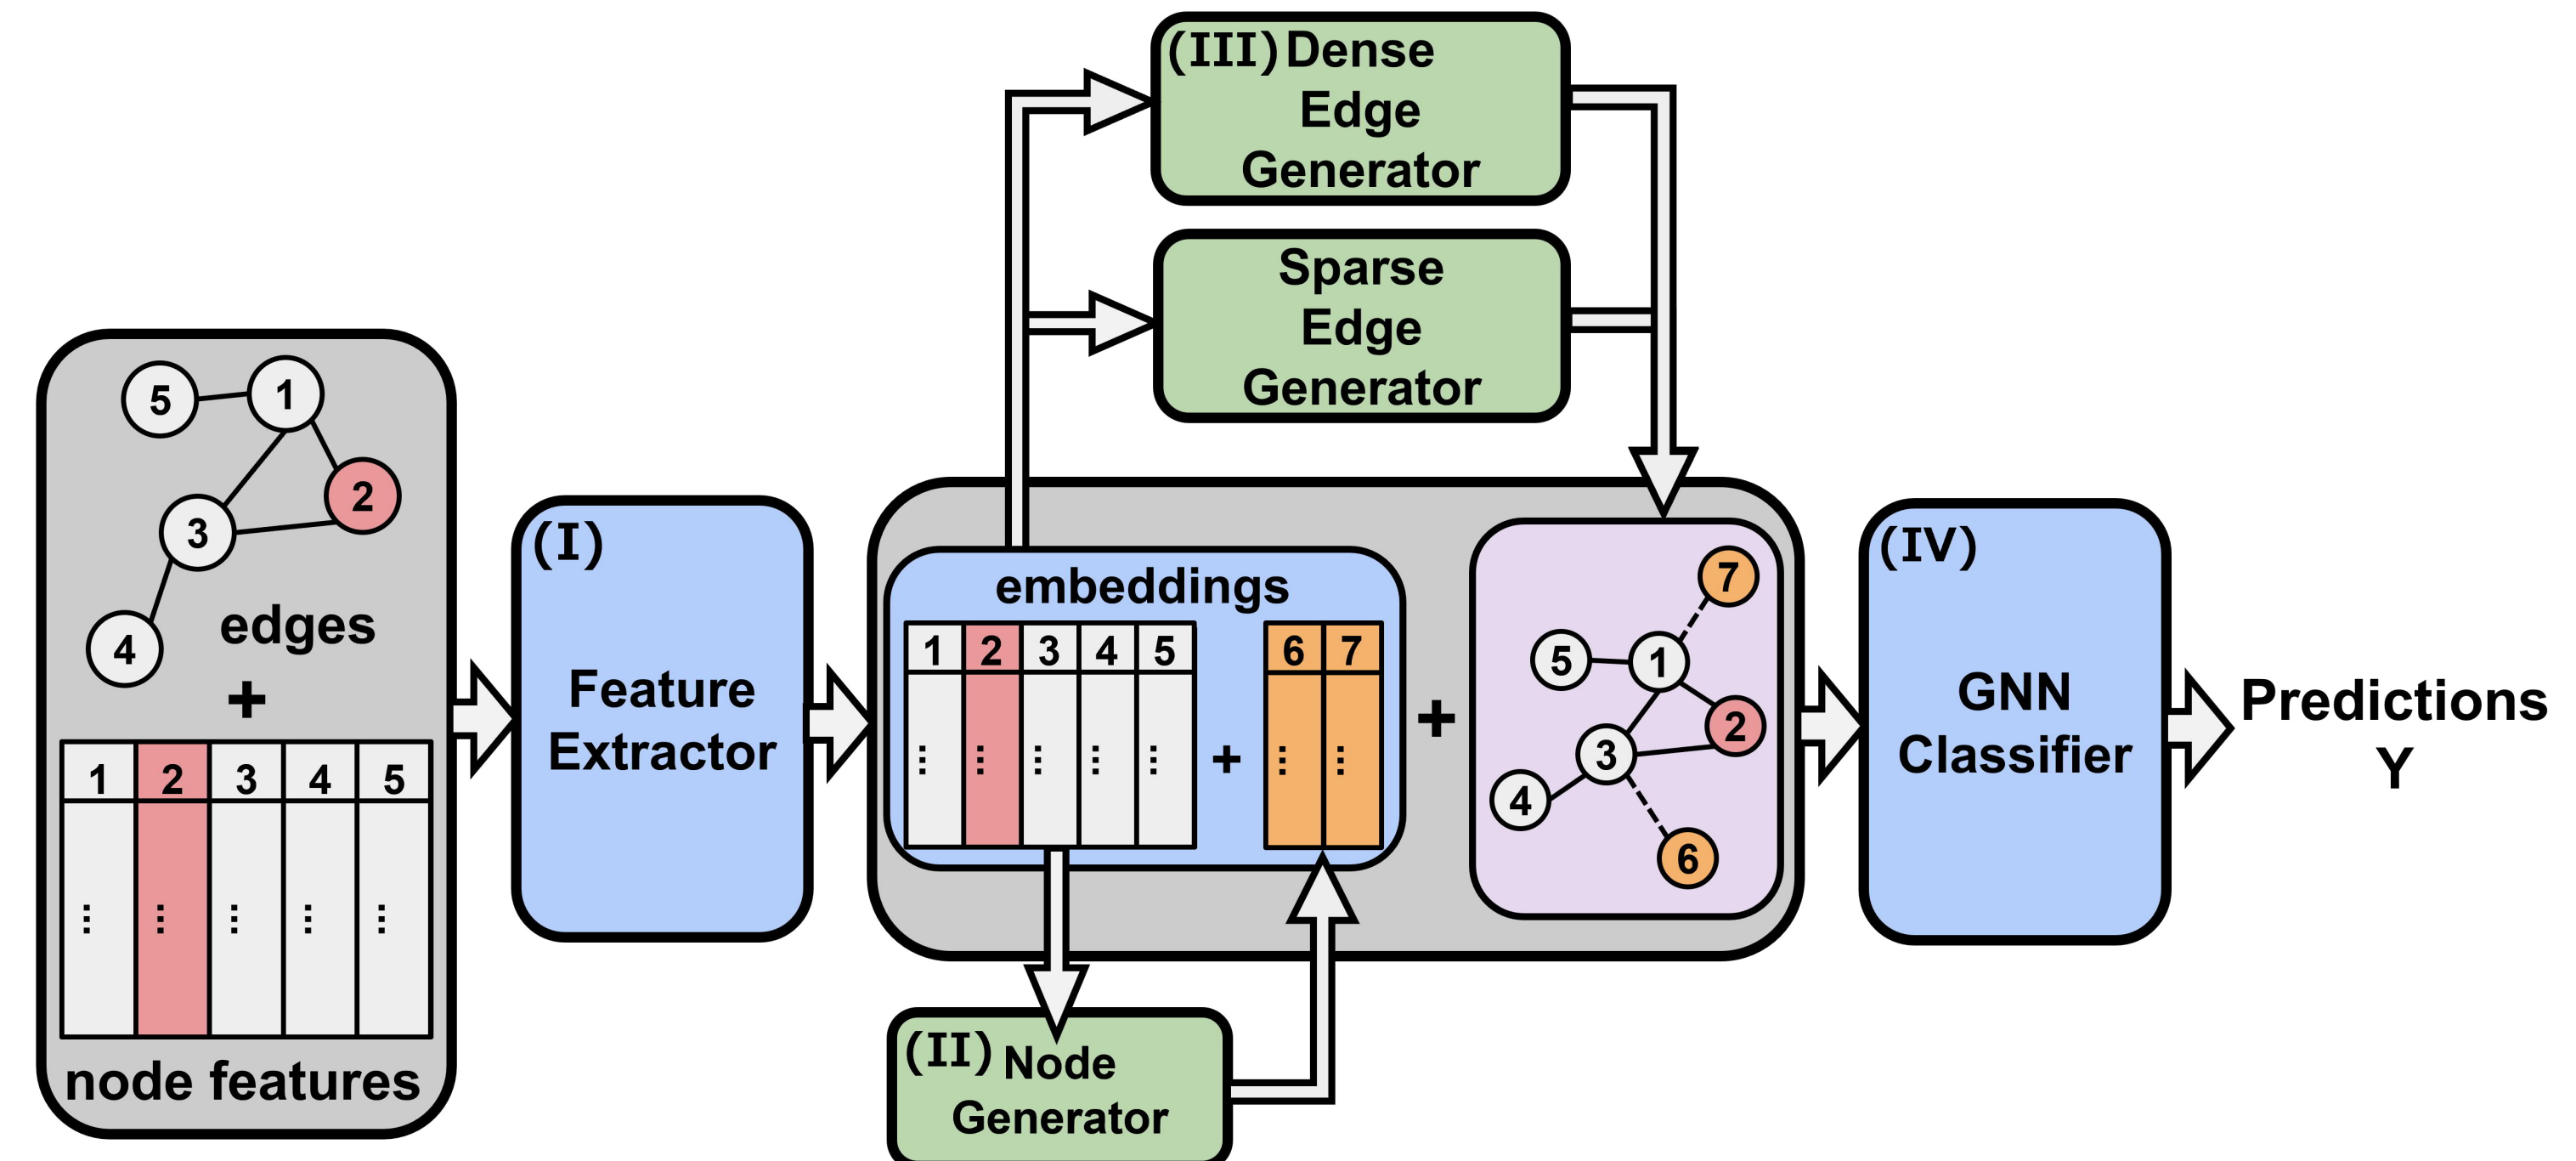 5
1
2
3
4
edges
+
1 2 3 4 5
⋮ ⋮ ⋮ ⋮ ⋮
node features
(I)
Feature
Extractor
(III) Dense
Edge
Generator
Sparse
Edge
Generator
embeddings
1 2 3 4 5
⋮ ⋮ ⋮ ⋮ ⋮
+
6 7
⋮ ⋮
+
7
5
1
2
3
4
6
(II) Node
Generator
(IV)
GNN
Classifier
Predictions
Y